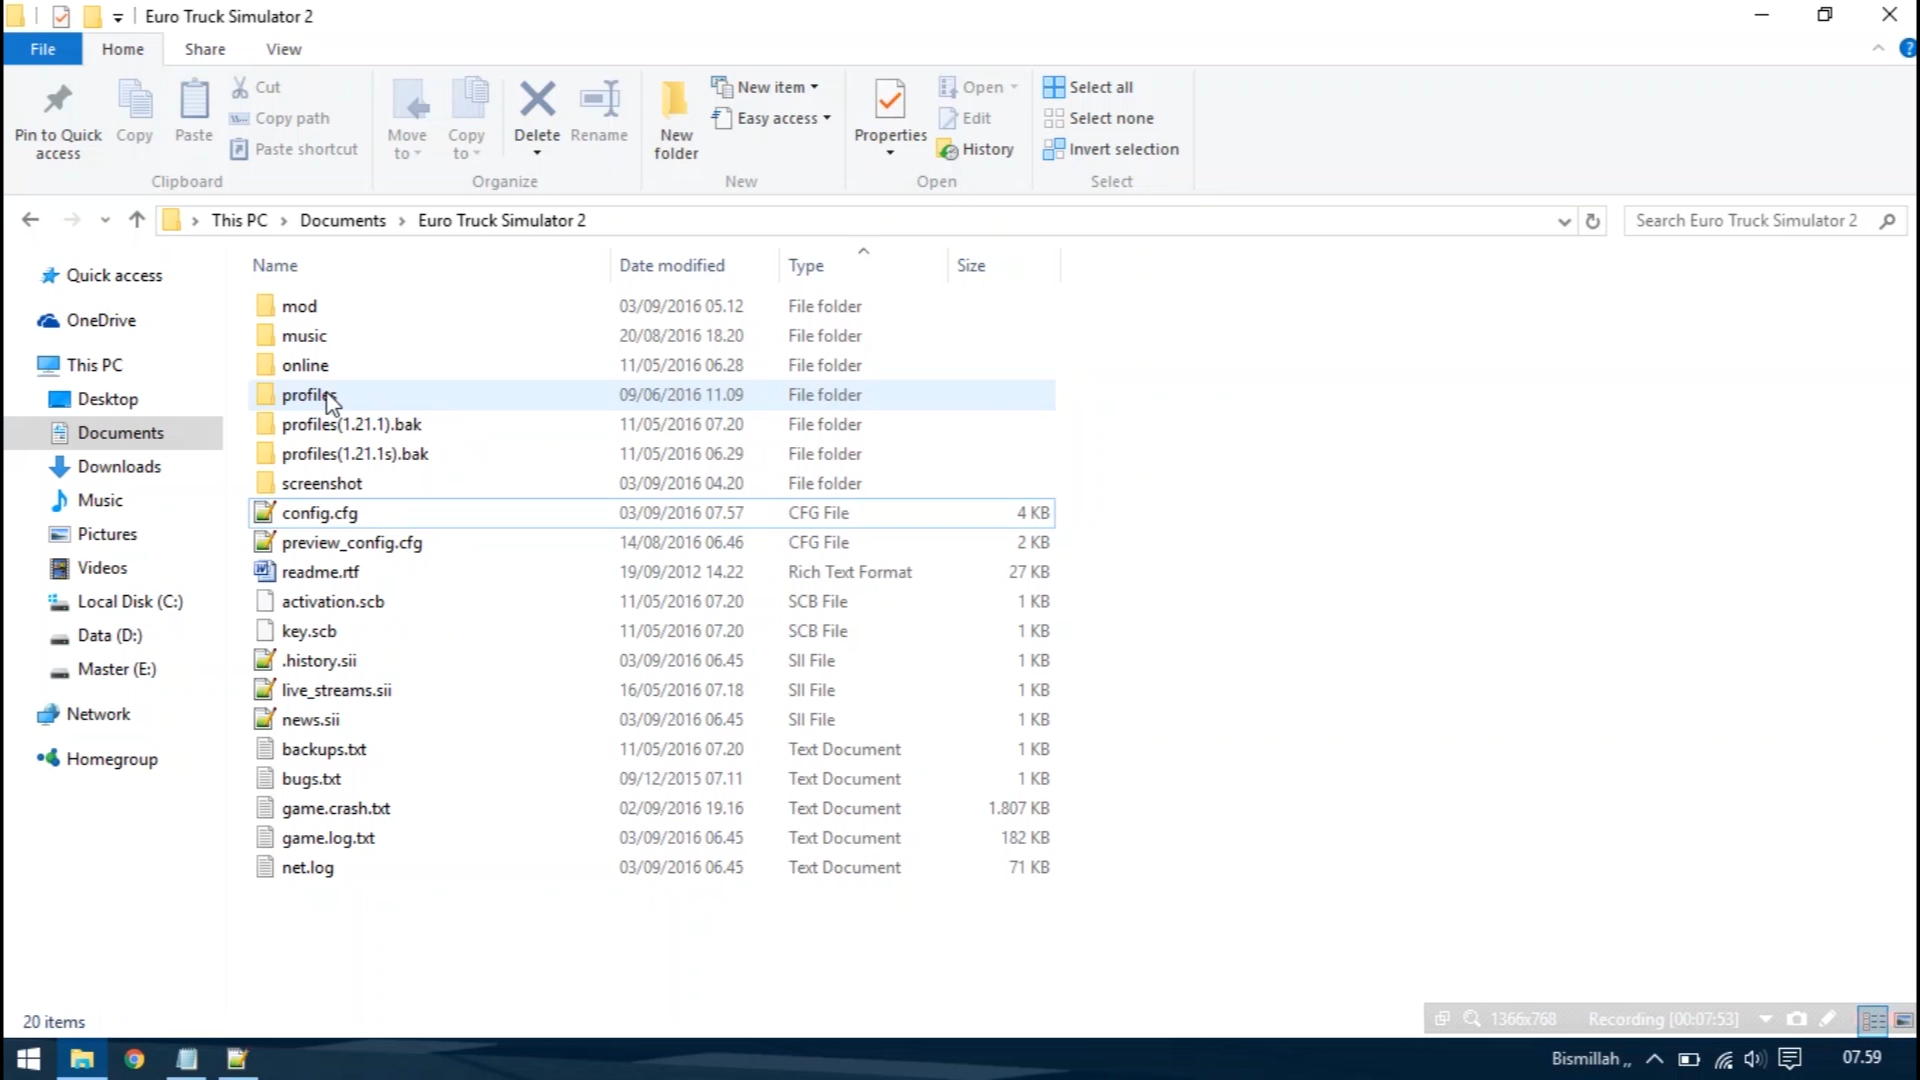 Euro Truck Simulator 2
File Home Share View
Pin to Quick access
Copy
Paste
Cut
Copy path
Paste shortcut
Clipboard
Move to
Copy to
Delete
Rename
Organize
New folder
New item
Easy access
New
Properties
Open
Edit
History
Open
Select all
Select none
Invert selection
Select
This PC > Documents > Euro Truck Simulator 2
Search Euro Truck Simulator 2
Quick access
OneDrive
This PC
Desktop
Documents
Downloads
Music
Pictures
Videos
Local Disk (C:)
Data (D:)
Master (E:)
Network
Homegroup
Name Date modified Type Size
mod 03/09/2016 05.12 File folder
music 20/08/2016 18.20 File folder
online 11/05/2016 06.28 File folder
profiles 09/06/2016 11.09 File folder
profiles(1.21.1).bak 11/05/2016 07.20 File folder
profiles(1.21.1s).bak 11/05/2016 06.29 File folder
screenshot 03/09/2016 04.20 File folder
config.cfg 03/09/2016 07.57 CFG File 4 KB
preview_config.cfg 14/08/2016 06.46 CFG File 2 KB
readme.rtf 19/09/2012 14.22 Rich Text Format 27 KB
activation.scb 11/05/2016 07.20 SCB File 1 KB
key.scb 11/05/2016 07.20 SCB File 1 KB
.history.sii 03/09/2016 06.45 SII File 1 KB
live_streams.sii 16/05/2016 07.18 SII File 1 KB
news.sii 03/09/2016 06.45 SII File 1 KB
backups.txt 11/05/2016 07.20 Text Document 1 KB
bugs.txt 09/12/2015 07.11 Text Document 1 KB
game.crash.txt 02/09/2016 19.16 Text Document 1.807 KB
game.log.txt 03/09/2016 06.45 Text Document 182 KB
net.log 03/09/2016 06.45 Text Document 71 KB
20 items
1366x768 Recording [00:07:53]
Bismillah ,, 07.59